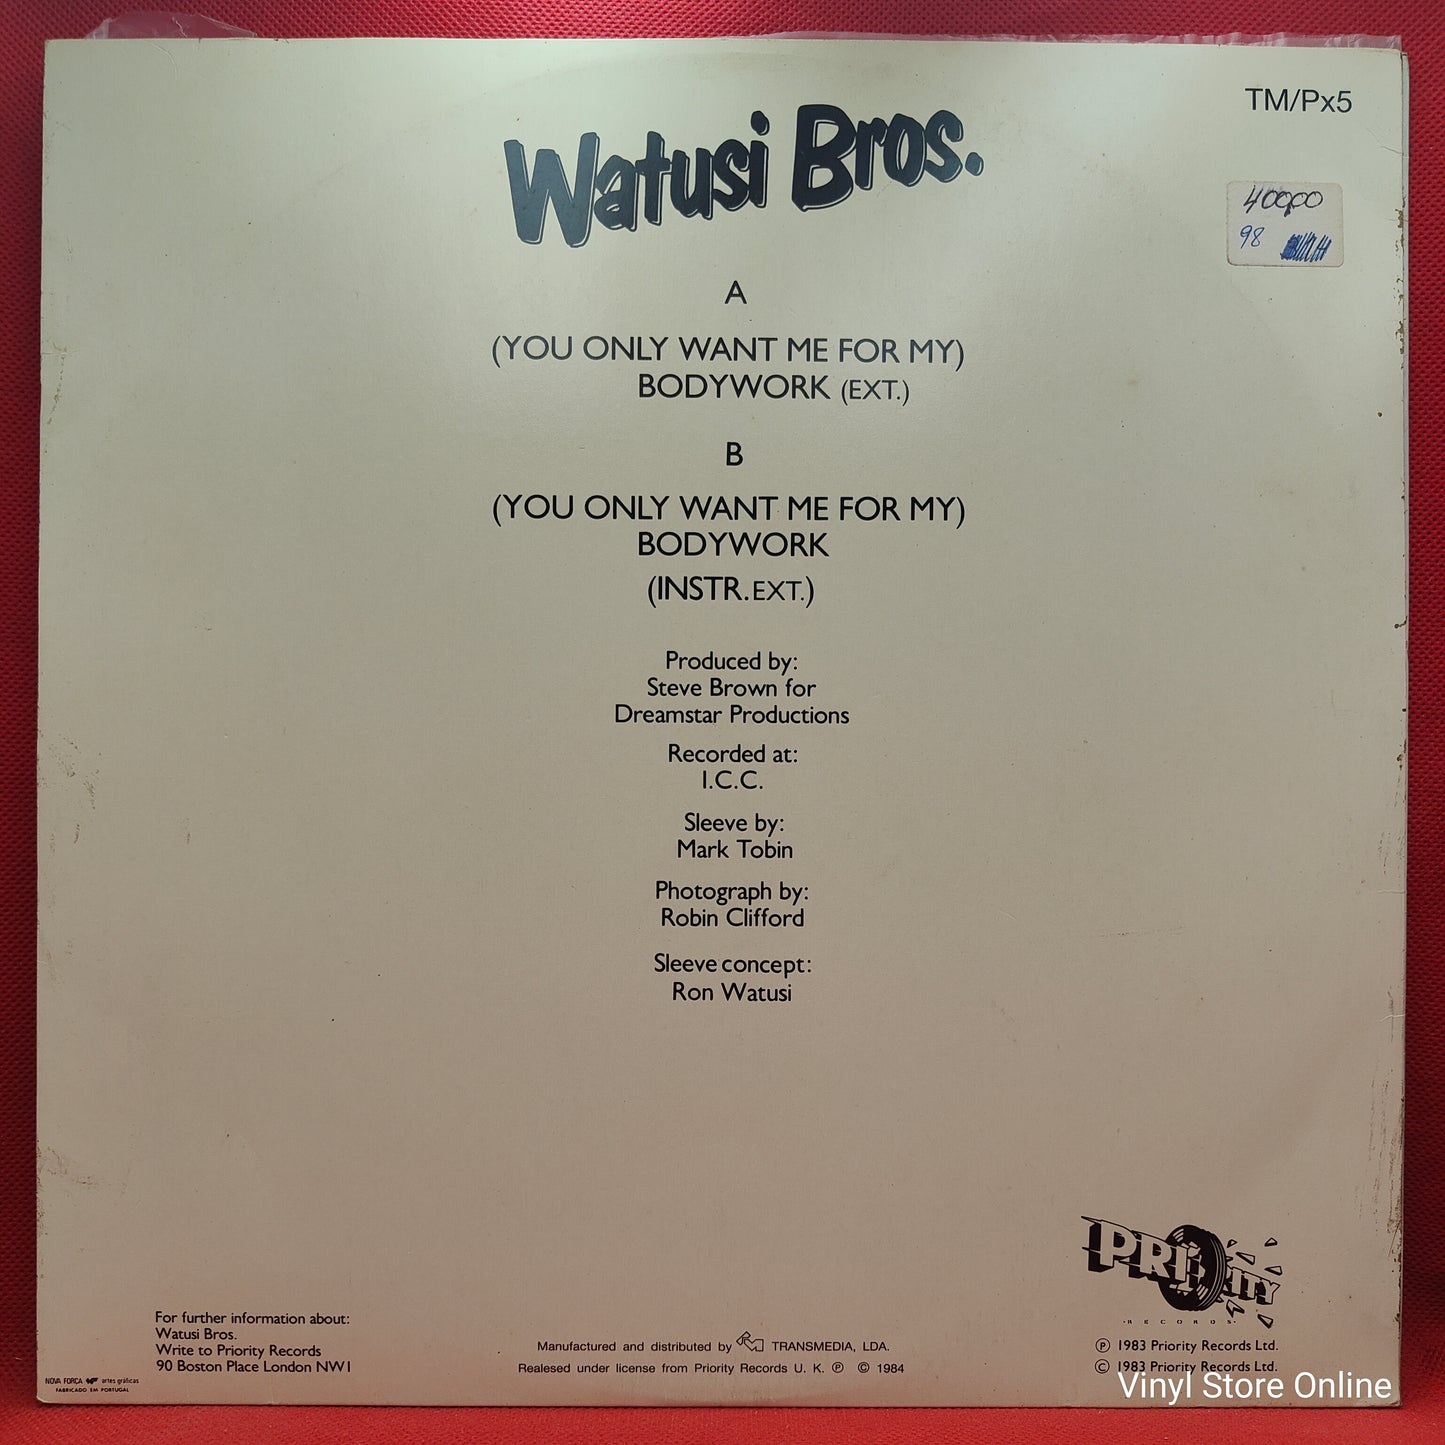 TM/Px5
Watusi Bros.
40000
98
A
(YOU ONLY WANT ME FOR MY)
BODYWORK (EXT.)
B
(YOU ONLY WANT ME FOR MY)
BODYWORK
(INSTR.EXT.)
Produced by:
Steve Brown for
Dreamstar Productions
Recorded at:
I.C.C.
Sleeve by:
Mark Tobin
Photograph by:
Robin Clifford
Sleeve concept:
Ron Watusi
PRIORITY
RECORDS
For further information about:
Watusi Bros.
Write to Priority Records
90 Boston Place London NW1
Manufactured and distributed by TRANSMEDIA, LDA.
Realesed under license from Priority Records U. K. ℗ © 1984
℗ 1983 Priority Records Ltd.
© 1983 Priority Records Ltd.
NOVA FORÇA artes gráficas
FABRICADO EM PORTUGAL
Vinyl Store Online